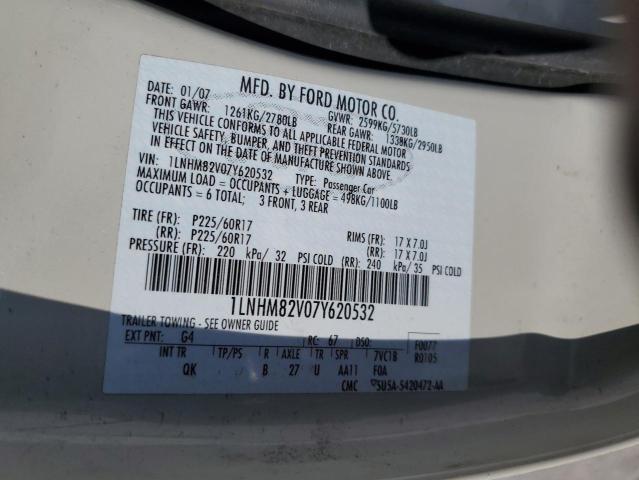 MFD. BY FORD MOTOR CO.
DATE: 01/07 GVWR: 2599KG/5730LB
FRONT GAWR: 1261KG/2780LB REAR GAWR: 1338KG/2950LB
THIS VEHICLE CONFORMS TO ALL APPLICABLE FEDERAL MOTOR
VEHICLE SAFETY, BUMPER, AND THEFT PREVENTION STANDARDS
IN EFFECT ON THE DATE OF MANUFACTURE SHOWN ABOVE.
VIN: 1LNHM82V07Y620532 TYPE: Passenger Car
MAXIMUM LOAD = OCCUPANTS + LUGGAGE = 498KG/1100LB
OCCUPANTS = 6 TOTAL; 3 FRONT, 3 REAR
TIRE (FR): P225/60R17 RIMS (FR): 17 X 7.0J
(RR): P225/60R17 (RR): 17 X 7.0J
PRESSURE (FR): 220 kPa/ 32 PSI COLD (RR): 240 kPa/ 35 PSI COLD
1LNHM82V07Y620532
TRAILER TOWING - SEE OWNER GUIDE F0077
EXT PNT: G4 RC: 67 DSO: R0105
INT TR TP/PS R AXLE TR SPR 7VC1B
QK B 27 U AA11 F0A
CMC 5U5A-5420472-AA